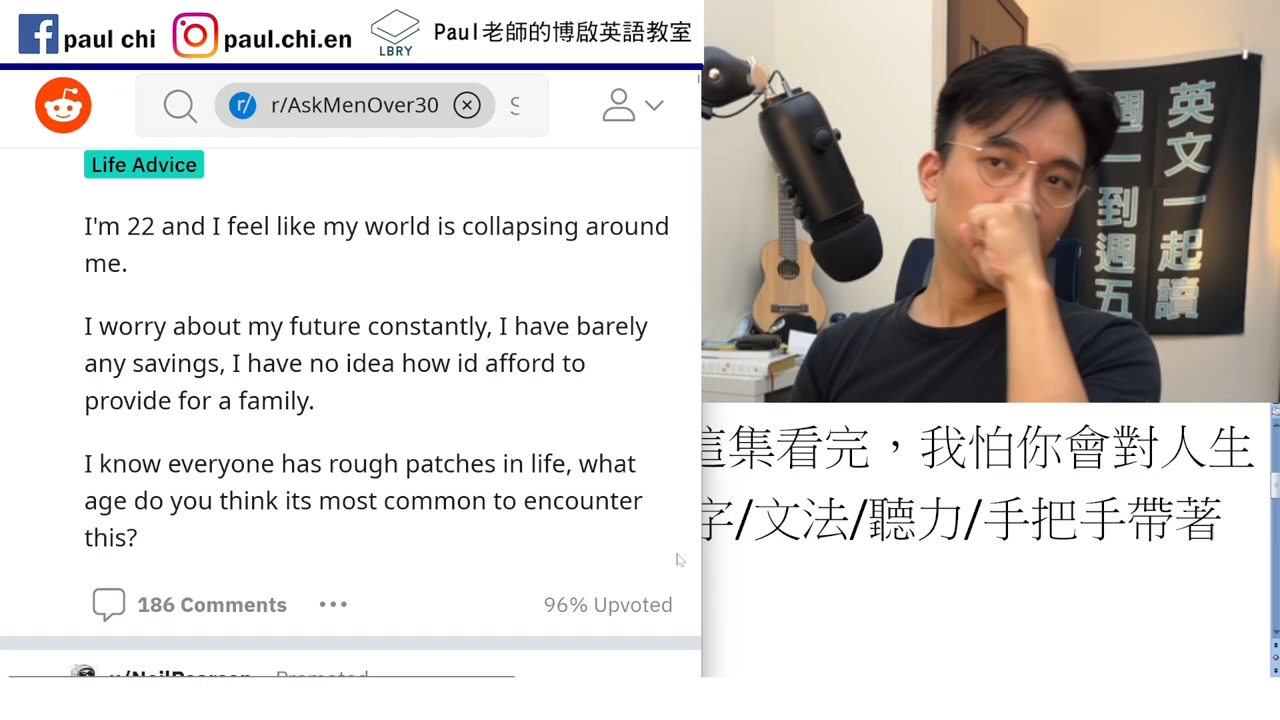 paul chi
paul.chi.en
LBRY
Paul老師的博啟英語教室
r/
r/AskMenOver30
Life Advice
I'm 22 and I feel like my world is collapsing around
me.
I worry about my future constantly, I have barely
any savings, I have no idea how id afford to
provide for a family.
I know everyone has rough patches in life, what
age do you think its most common to encounter
this?
186 Comments
96% Upvoted
Promoted
英文一起讀
週一到週五
這集看完，我怕你會對人生
字/文法/聽力/手把手帶著